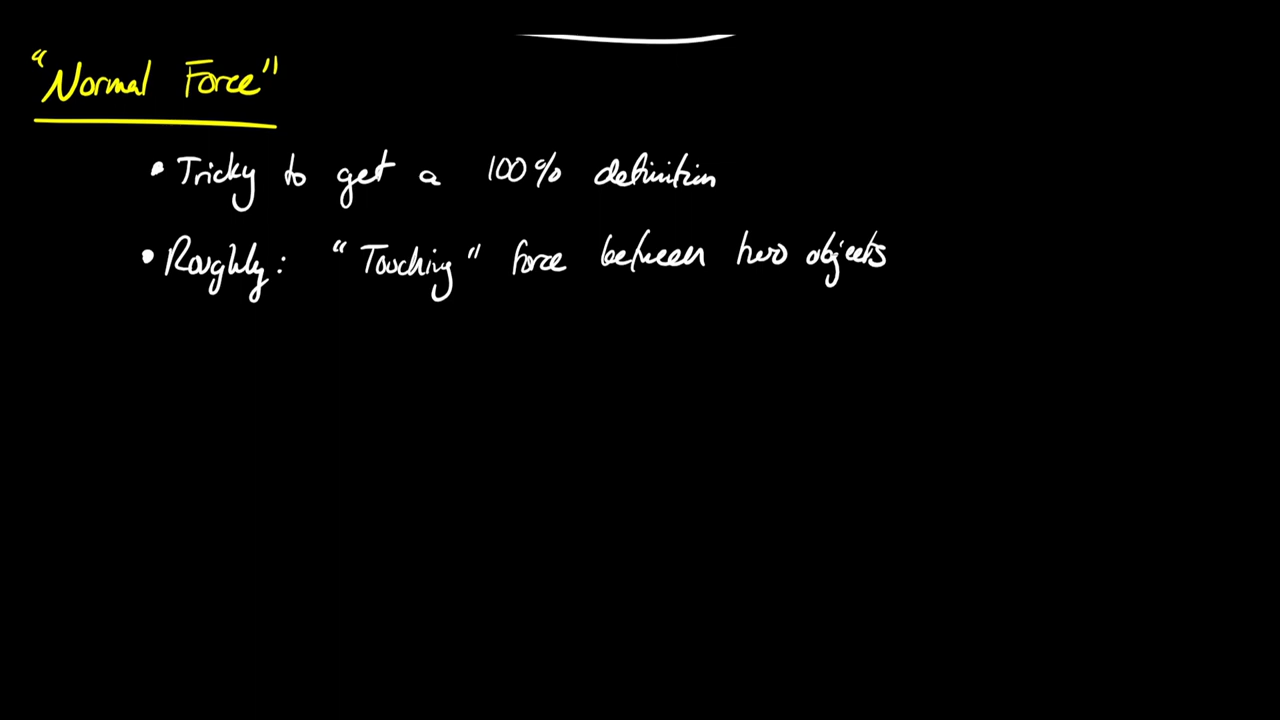 "Normal Force"
• Tricky to get a 100% definition
• Roughly: "Touching" force between two objects